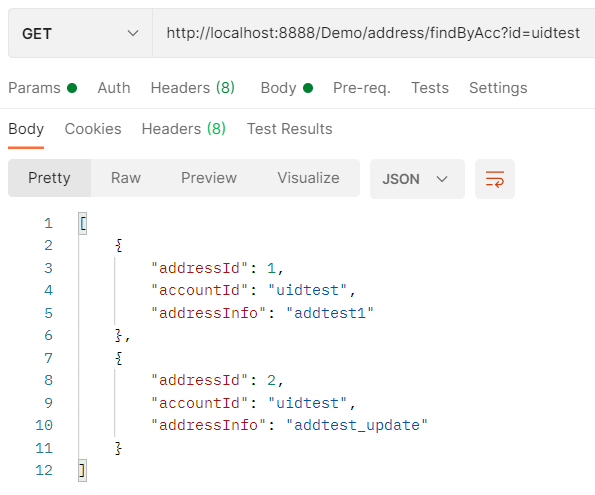 GET http://localhost:8888/Demo/address/findByAcc?id=uidtest
Params Auth Headers (8) Body Pre-req. Tests Settings
Body Cookies Headers (8) Test Results
Pretty Raw Preview Visualize JSON
1 [
2 {
3 "addressId": 1,
4 "accountId": "uidtest",
5 "addressInfo": "addtest1"
6 },
7 {
8 "addressId": 2,
9 "accountId": "uidtest",
10 "addressInfo": "addtest_update"
11 }
12 ]